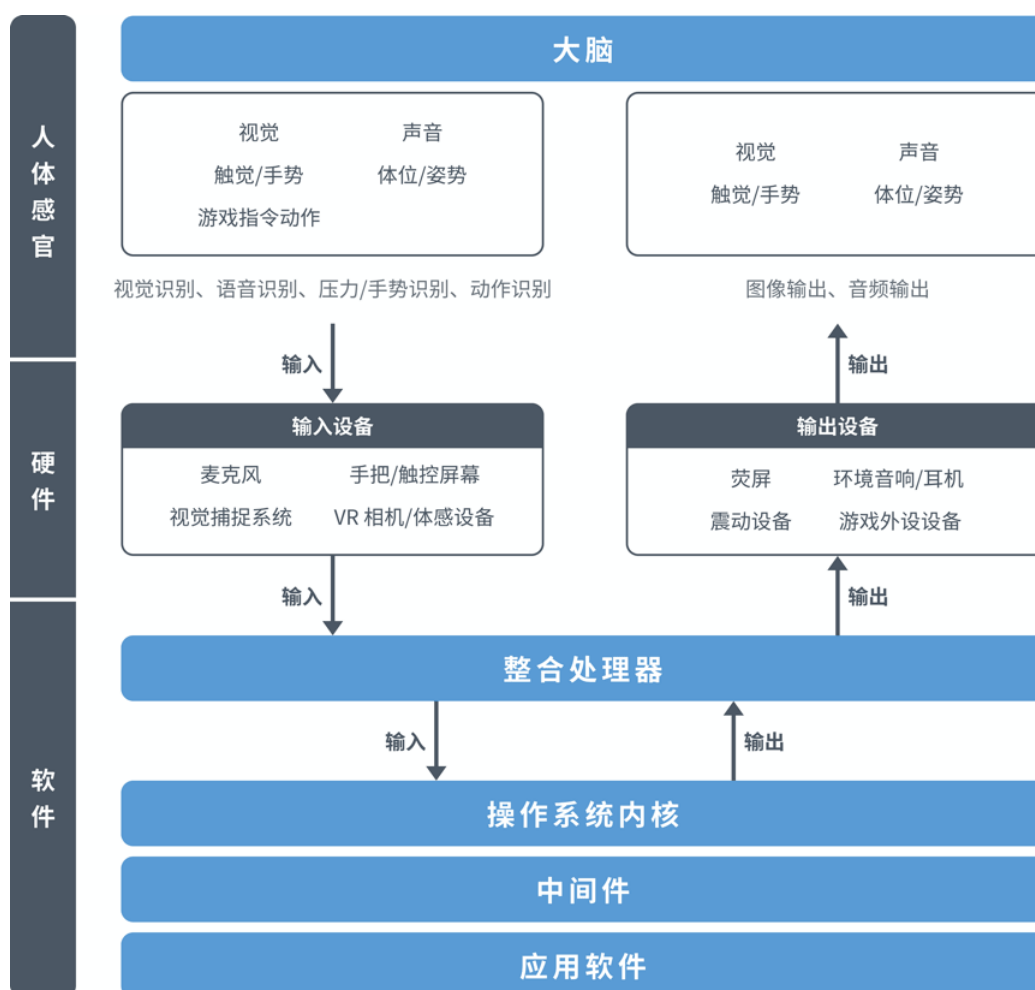 大脑
人体感官
视觉 声音
触觉/手势 体位/姿势
游戏指令动作
视觉 声音
触觉/手势 体位/姿势
视觉识别、语音识别、压力/手势识别、动作识别
图像输出、音频输出
输入
输出
硬件
输入设备
麦克风 手把/触控屏幕
视觉捕捉系统 VR 相机/体感设备
输出设备
荧屏 环境音响/耳机
震动设备 游戏外设设备
输入
输出
软件
整合处理器
输入
输出
操作系统内核
中间件
应用软件